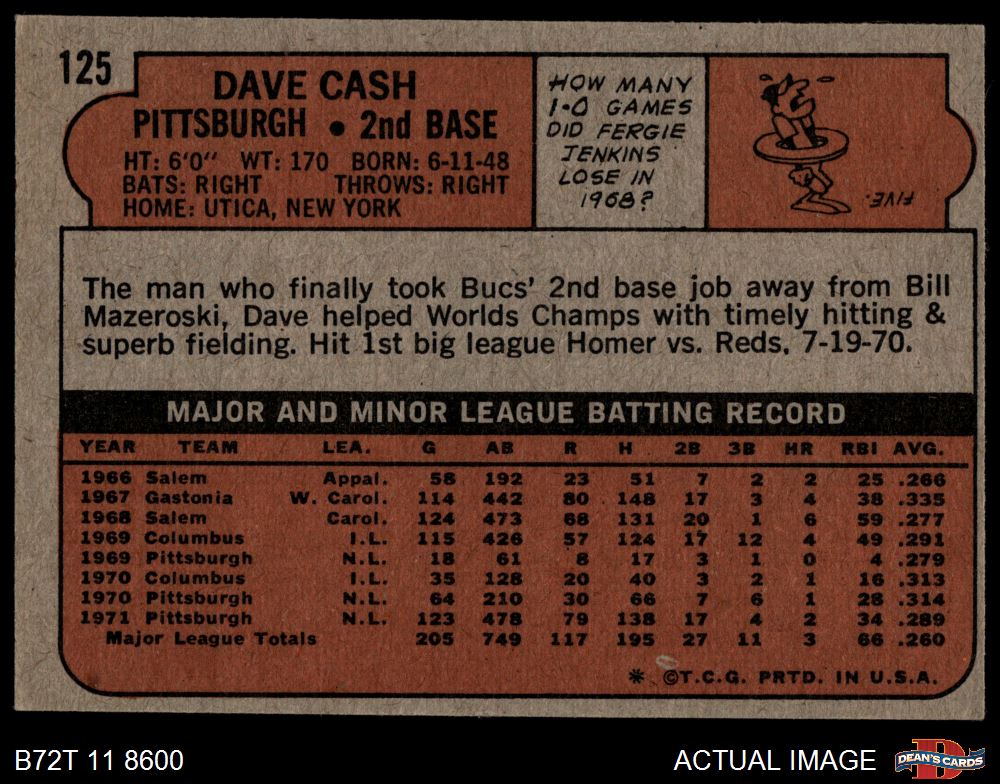 125
DAVE CASH
PITTSBURGH • 2nd BASE
HT: 6'0" WT: 170 BORN: 6-11-48
BATS: RIGHT THROWS: RIGHT
HOME: UTICA, NEW YORK
HOW MANY
1-0 GAMES
DID FERGIE
JENKINS
LOSE IN
1968?
FIVE.
The man who finally took Bucs' 2nd base job away from Bill
Mazeroski, Dave helped Worlds Champs with timely hitting &
superb fielding. Hit 1st big league Homer vs. Reds, 7-19-70.
MAJOR AND MINOR LEAGUE BATTING RECORD
YEAR TEAM LEA. G AB R H 2B 3B HR RBI AVG.
1966 Salem Appal. 58 192 23 51 7 2 2 25 .266
1967 Gastonia W. Carol. 114 442 80 148 17 3 4 38 .335
1968 Salem Carol. 124 473 68 131 20 1 6 59 .277
1969 Columbus I.L. 115 426 57 124 17 12 4 49 .291
1969 Pittsburgh N.L. 18 61 8 17 3 1 0 4 .279
1970 Columbus I.L. 35 128 20 40 3 2 1 16 .313
1970 Pittsburgh N.L. 64 210 30 66 7 6 1 28 .314
1971 Pittsburgh N.L. 123 478 79 138 17 4 2 34 .289
Major League Totals 205 749 117 195 27 11 3 66 .260
* ©T.C.G. PRTD. IN U.S.A.
B72T 11 8600
ACTUAL IMAGE
D
DEAN'S CARDS